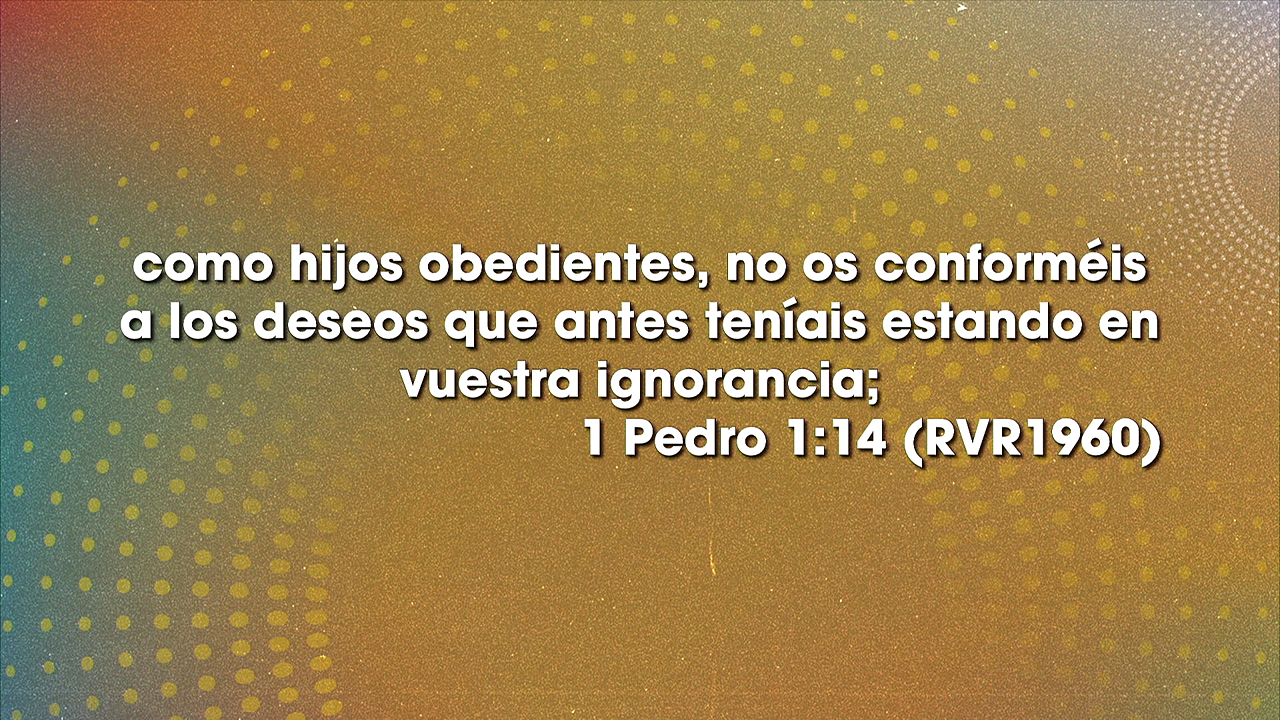 como hijos obedientes, no os conforméis
a los deseos que antes teníais estando en
vuestra ignorancia;
1 Pedro 1:14 (RVR1960)